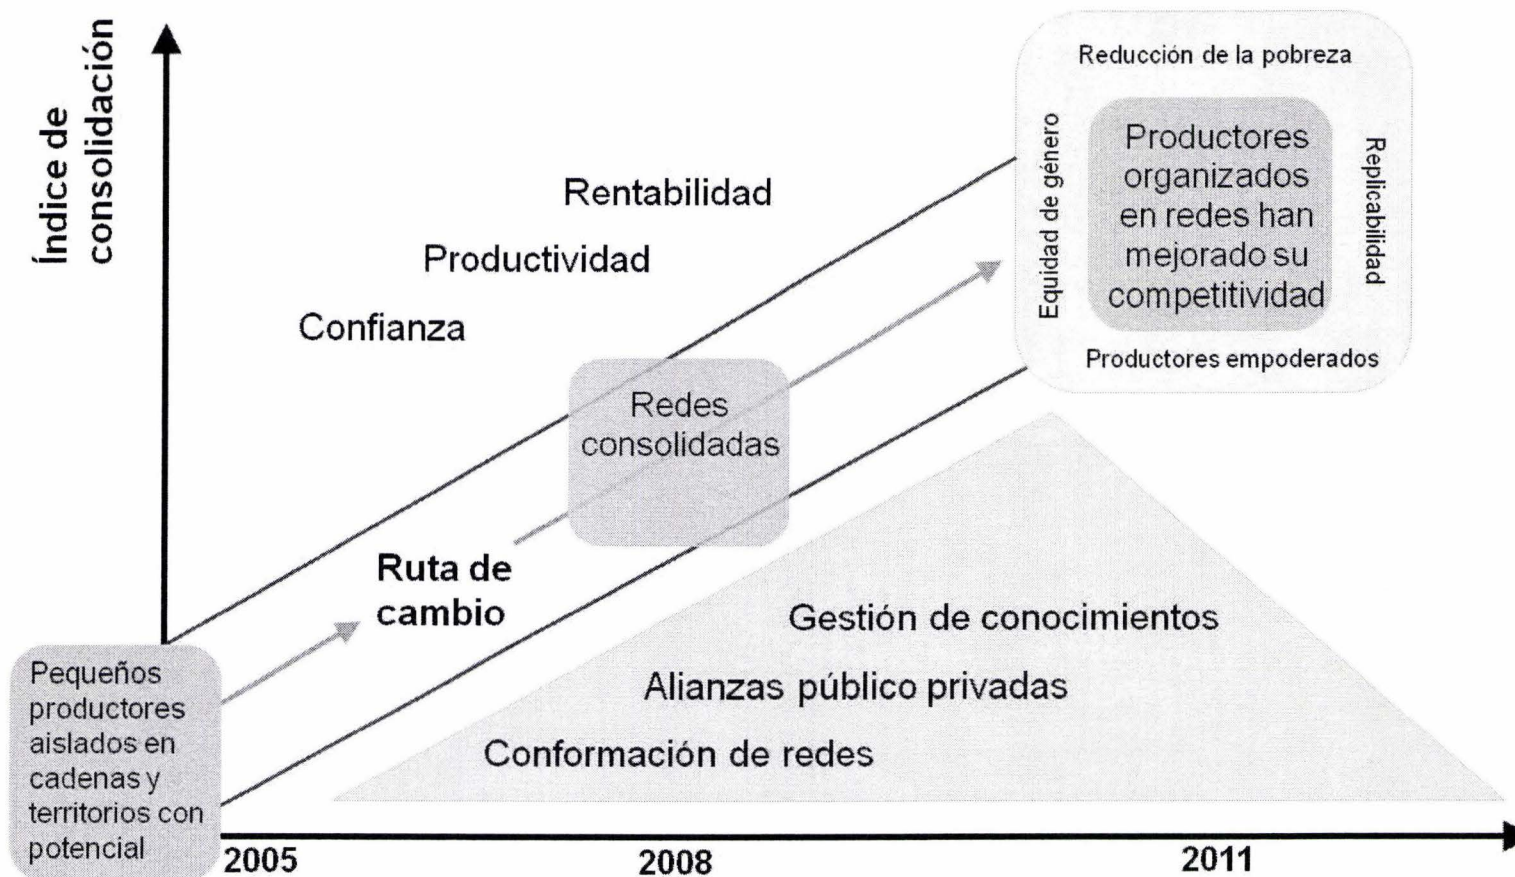 Índice de
consolidación
Reducción de la pobreza
Equidad de género
Productores
organizados
en redes han
mejorado su
competitividad
Replicabilidad
Productores empoderados
Rentabilidad
Productividad
Confianza
Redes
consolidadas
Ruta de
cambio
Gestión de conocimientos
Alianzas público privadas
Conformación de redes
Pequeños
productores
aislados en
cadenas y
territorios con
potencial
2005
2008
2011